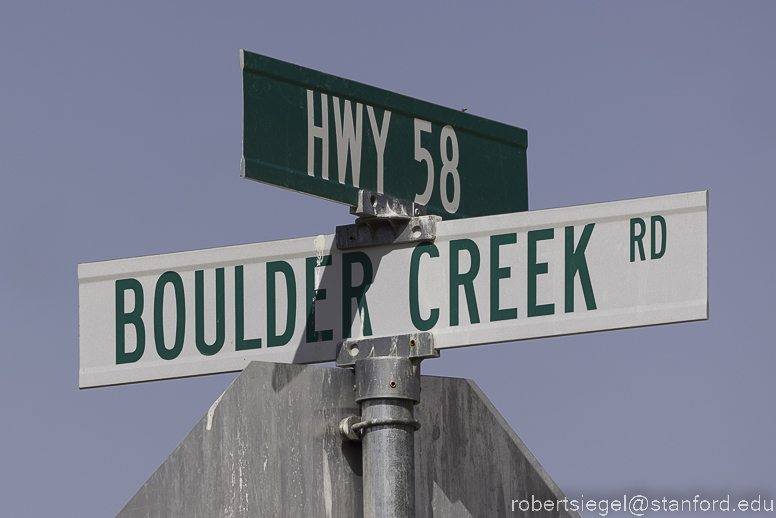 HWY 58
BOULDER CREEK RD
robertsiegel@stanford.edu